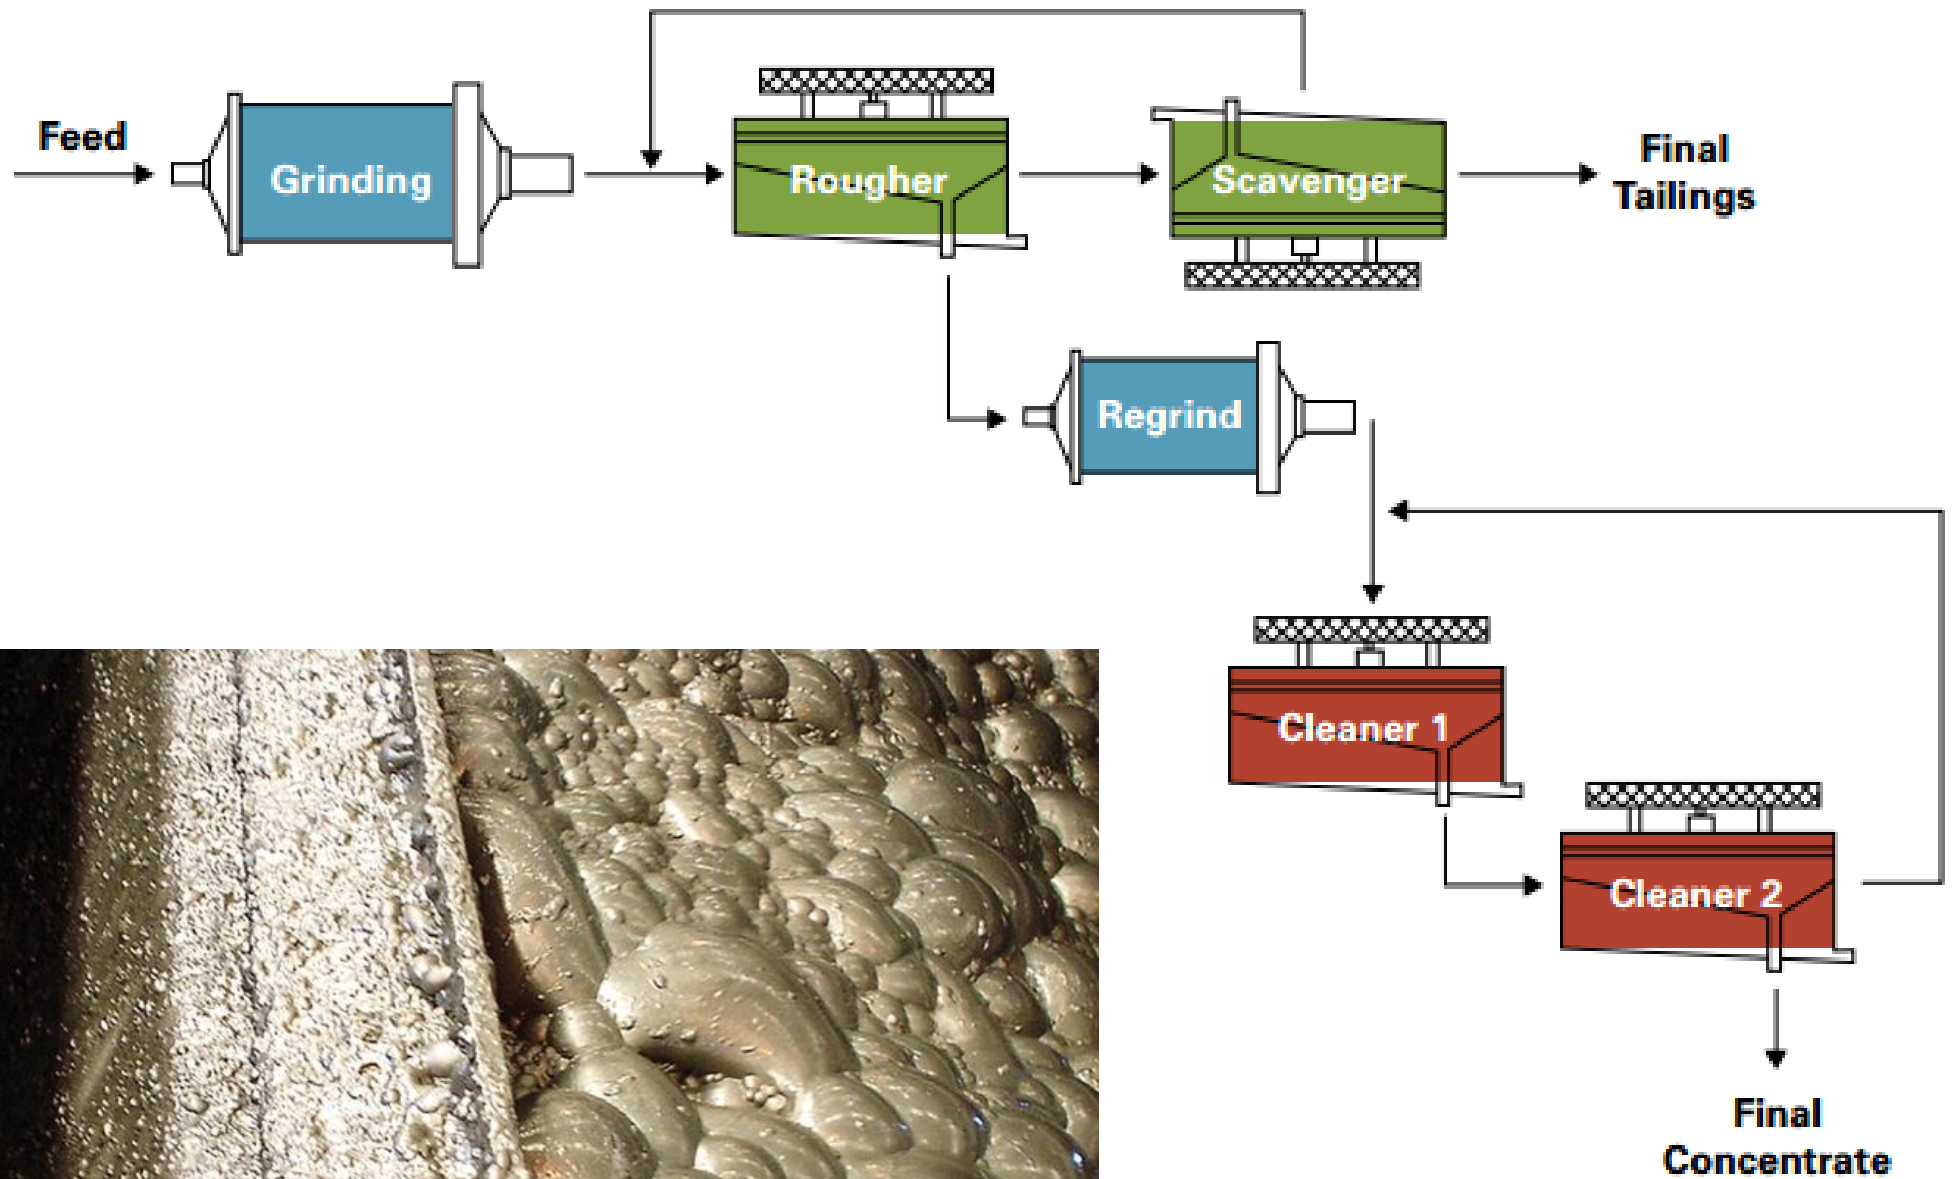 Feed
Grinding
Rougher
Scavenger
Final
Tailings
Regrind
Cleaner 1
Cleaner 2
Final
Concentrate